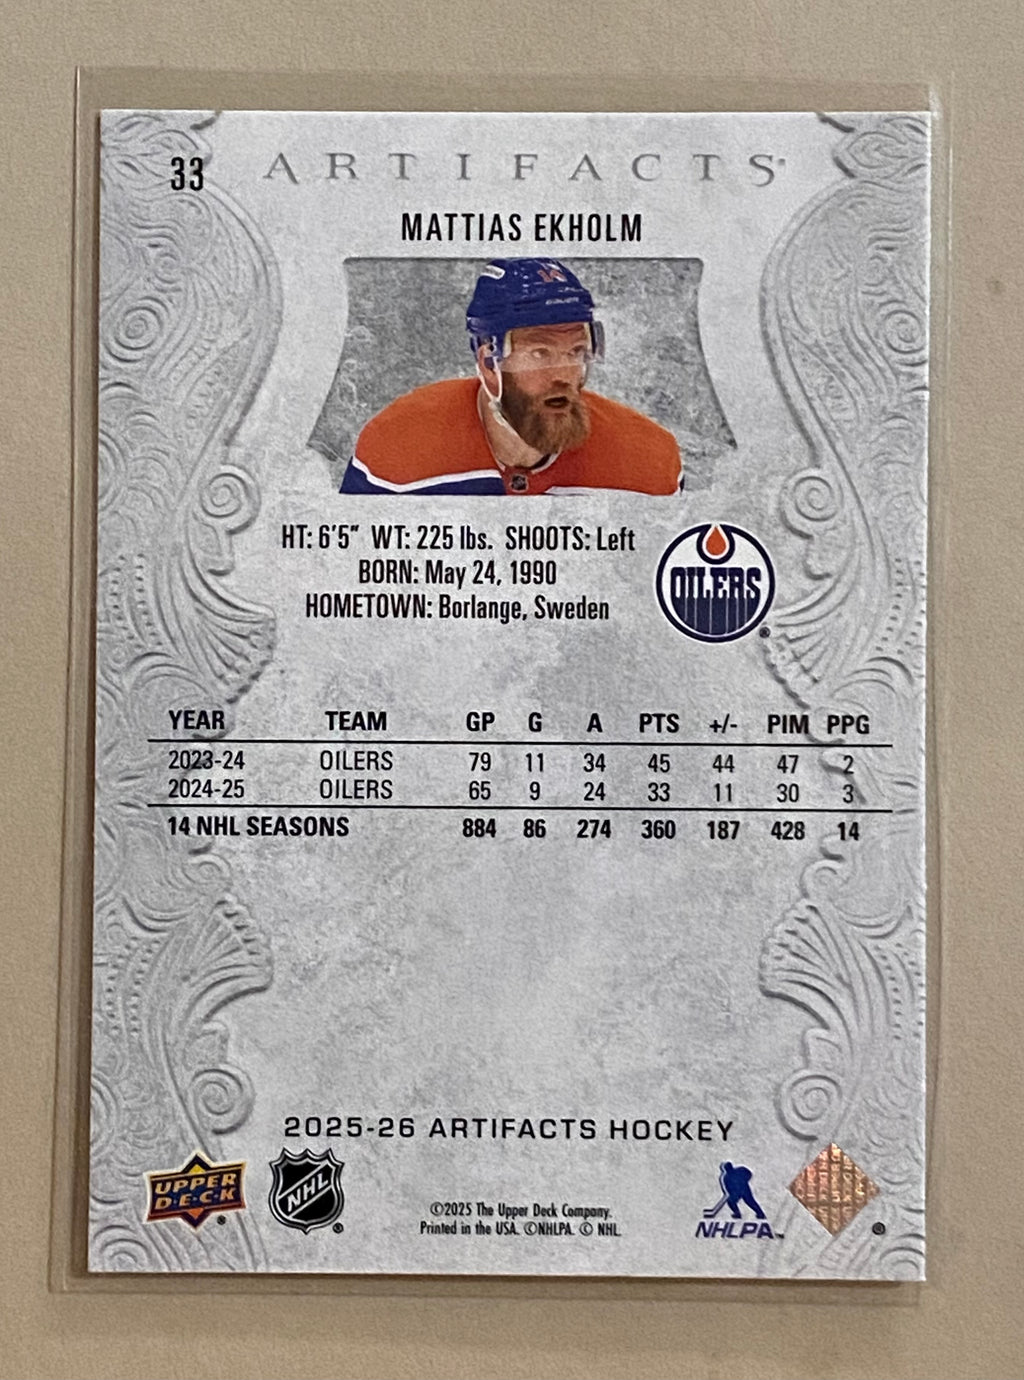 33 ARTIFACTS
MATTIAS EKHOLM
14
HT: 6'5" WT: 225 lbs. SHOOTS: Left
BORN: May 24, 1990
HOMETOWN: Borlange, Sweden
OILERS®
YEAR TEAM GP G A PTS +/- PIM PPG
2023-24 OILERS 79 11 34 45 44 47 2
2024-25 OILERS 65 9 24 33 11 30 3
14 NHL SEASONS 884 86 274 360 187 428 14
2025-26 ARTIFACTS HOCKEY
UPPER
D·E·C·K®
NHL®
©2025 The Upper Deck Company.
Printed in the USA. ©NHLPA. © NHL.
NHLPA™
®